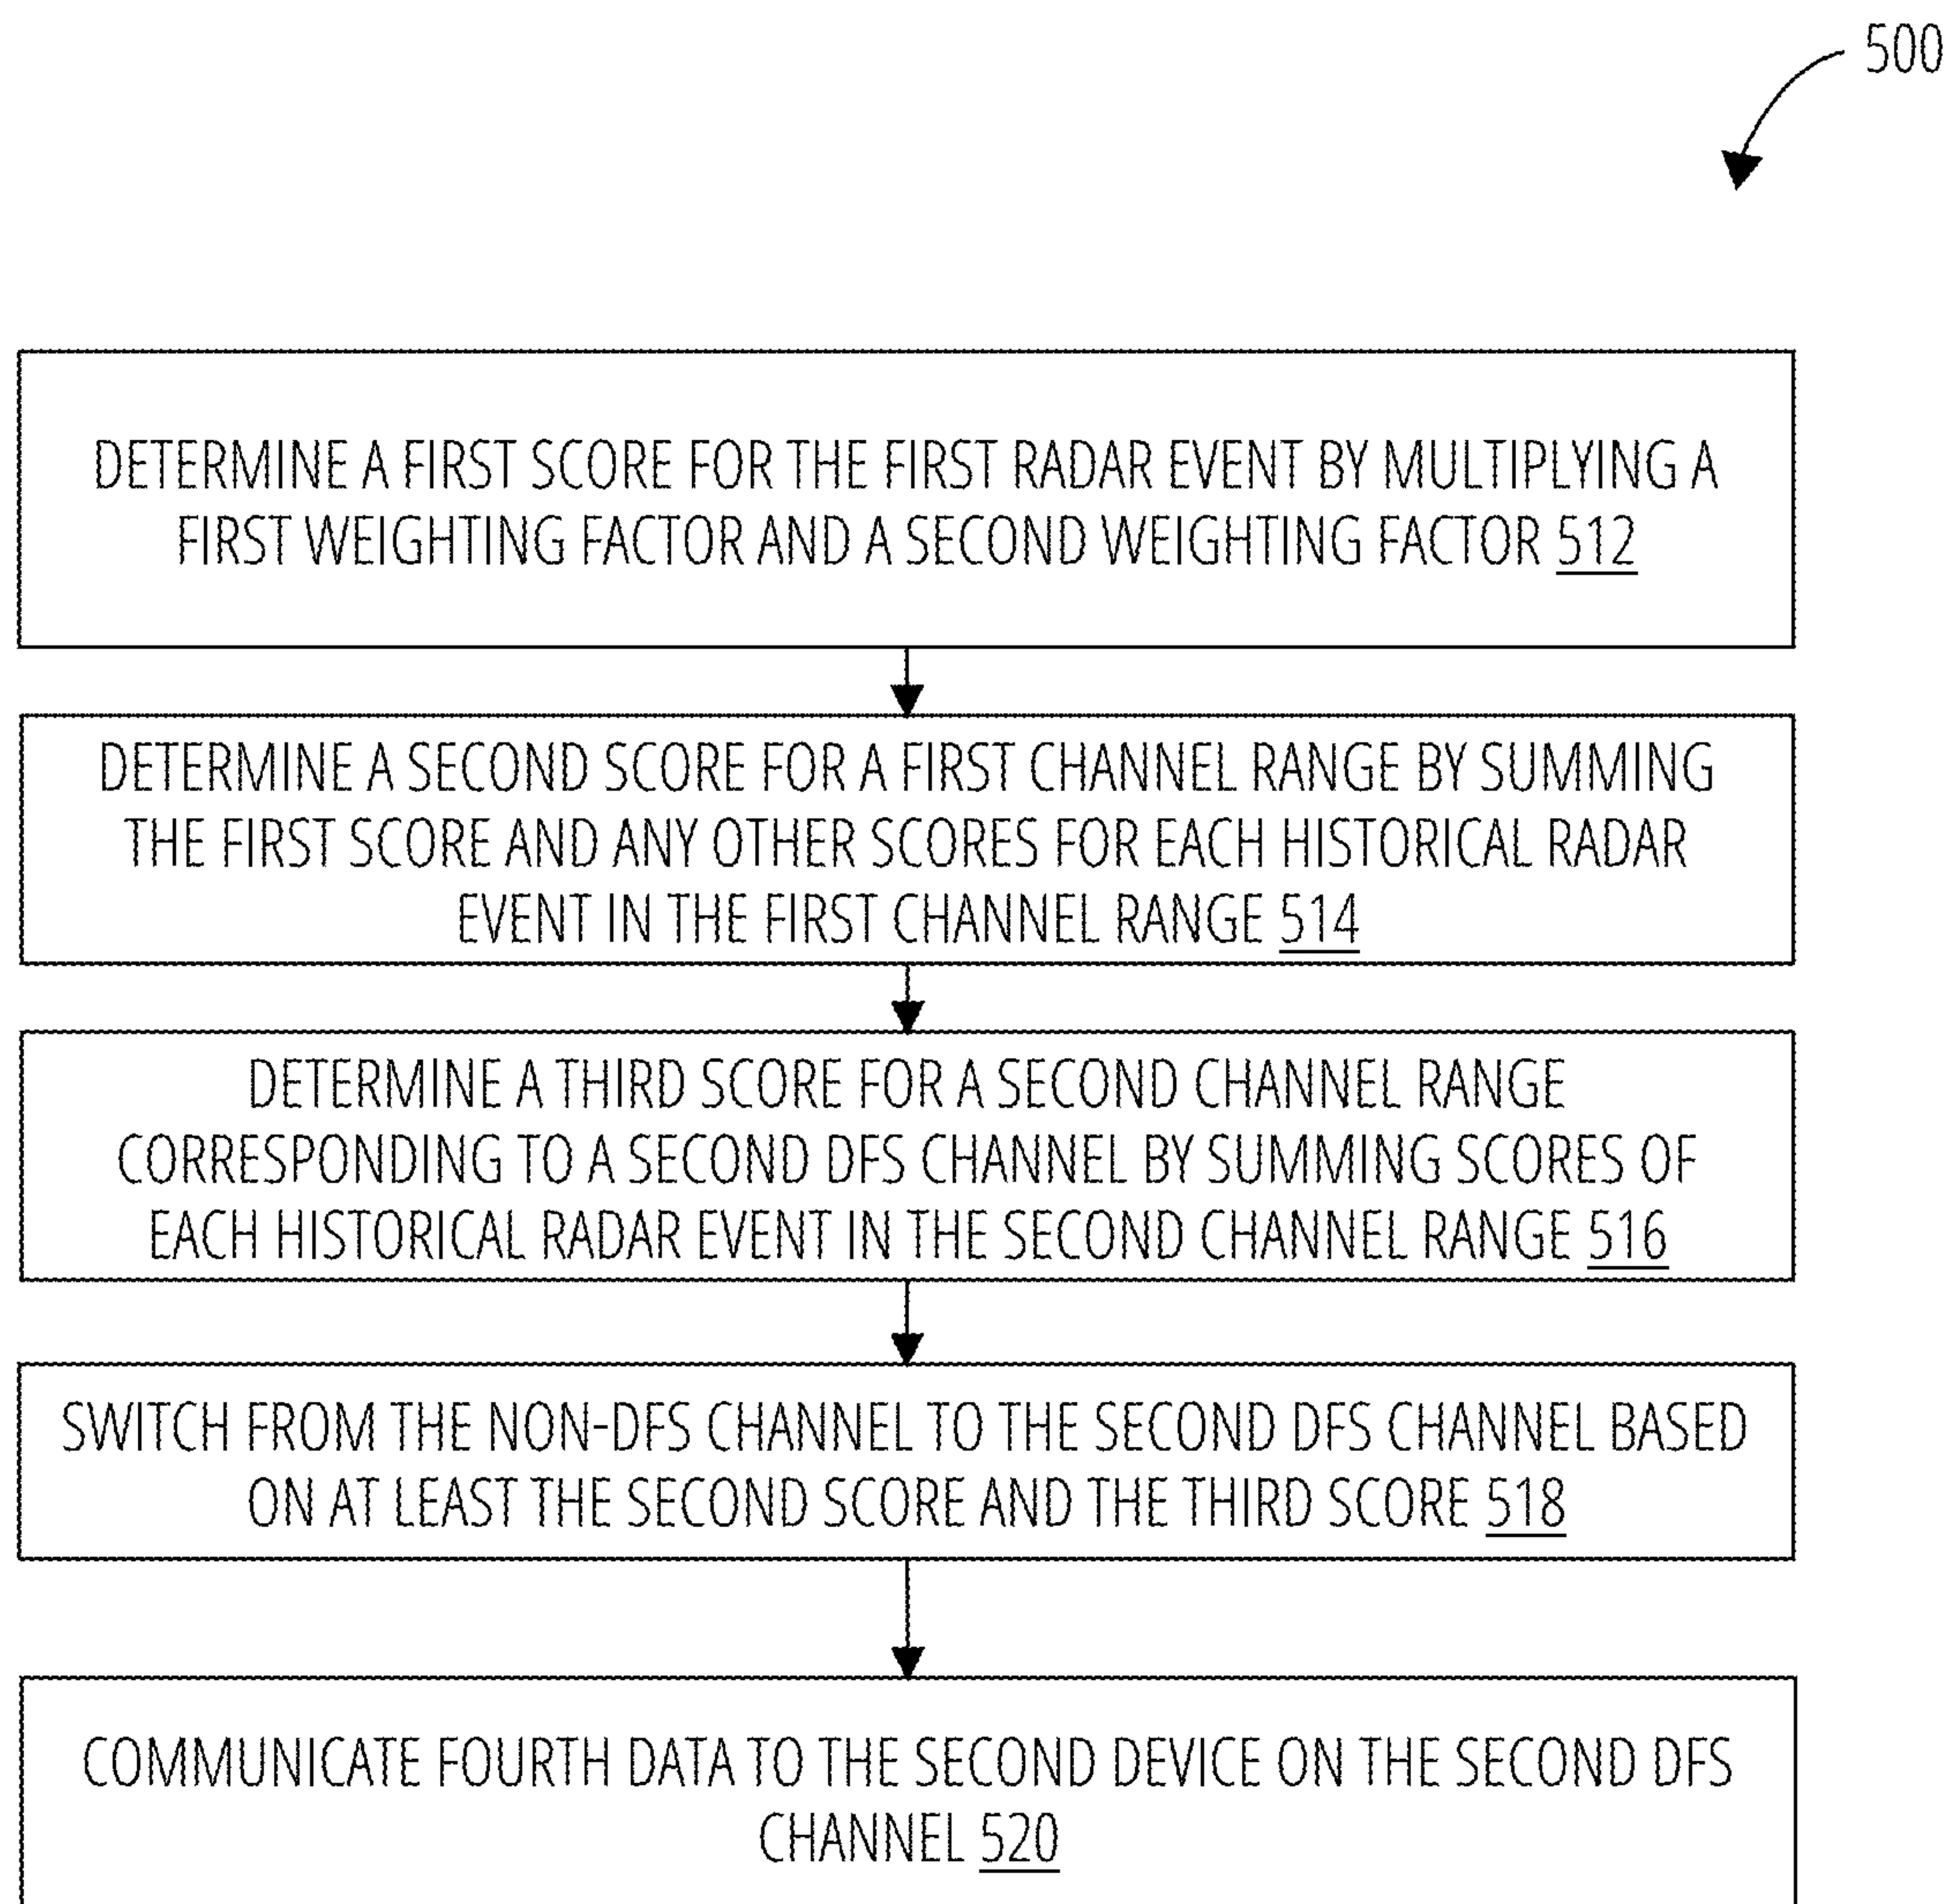 500
DETERMINE A FIRST SCORE FOR THE FIRST RADAR EVENT BY MULTIPLYING A
FIRST WEIGHTING FACTOR AND A SECOND WEIGHTING FACTOR 512
DETERMINE A SECOND SCORE FOR A FIRST CHANNEL RANGE BY SUMMING
THE FIRST SCORE AND ANY OTHER SCORES FOR EACH HISTORICAL RADAR
EVENT IN THE FIRST CHANNEL RANGE 514
DETERMINE A THIRD SCORE FOR A SECOND CHANNEL RANGE
CORRESPONDING TO A SECOND DFS CHANNEL BY SUMMING SCORES OF
EACH HISTORICAL RADAR EVENT IN THE SECOND CHANNEL RANGE 516
SWITCH FROM THE NON-DFS CHANNEL TO THE SECOND DFS CHANNEL BASED
ON AT LEAST THE SECOND SCORE AND THE THIRD SCORE 518
COMMUNICATE FOURTH DATA TO THE SECOND DEVICE ON THE SECOND DFS
CHANNEL 520